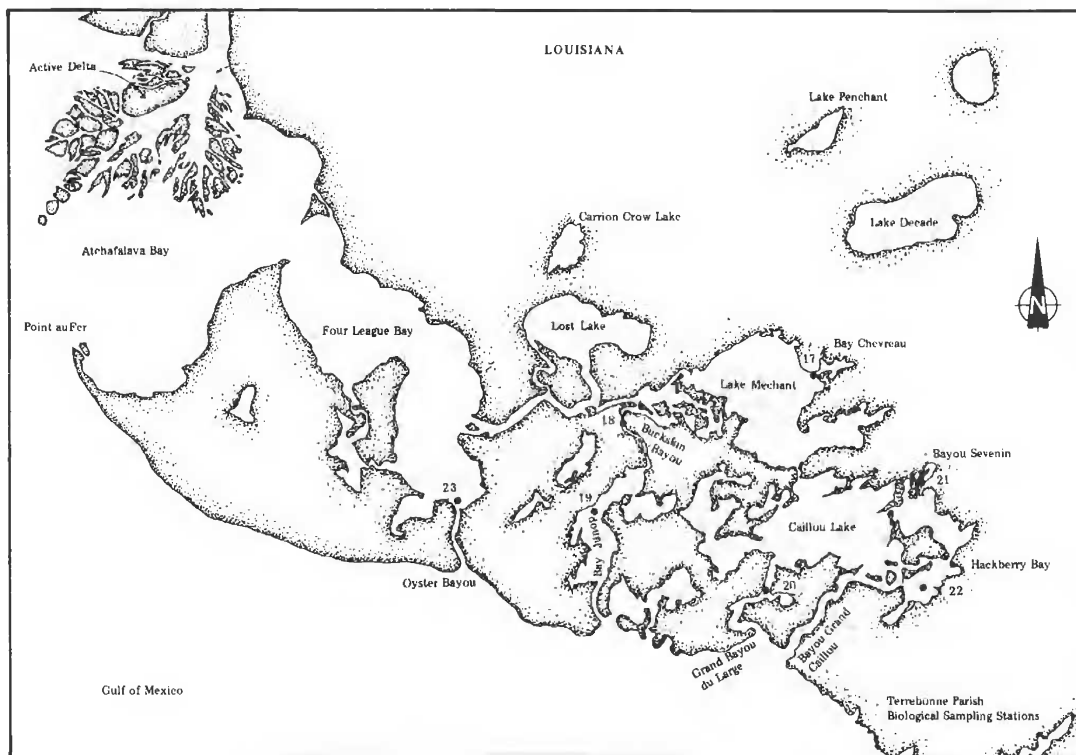 LOUISIANA
Active Delta
Lake Penchant
Carrion Crow Lake
Lake Decade
Atchafalaya Bay
N
Point auFer
Four League Bay
Lost Lake
Bay Chevreau
17
Lake Mechant
18
Buckskin
Bayou
Bayou Sevenin
21
23
19
Bay Junop
Caillou Lake
Oyster Bayou
20
Hackberry Bay
22
Grand Bayou
du Large
Bayou Grand
Caillou
Gulf of Mexico
Terrebonne Parish
Biological Sampling Stations